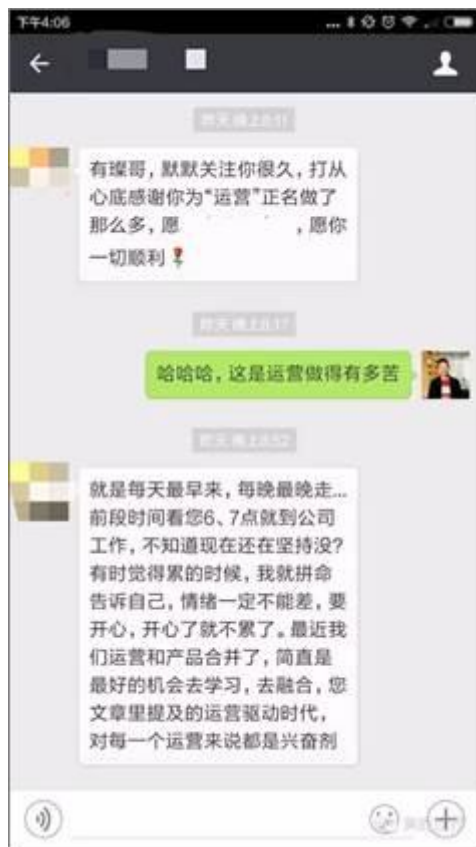 下午4:06
有璨哥，默默关注你很久，打从
心底感谢你为“运营”正名做了
那么多，愿 ，愿你
一切顺利
哈哈哈，这是运营做得有多苦
就是每天最早来，每晚最晚走...
前段时间看您6、7点就到公司
工作，不知道现在还在坚持没？
有时觉得累的时候，我就拼命
告诉自己，情绪一定不能差，要
开心，开心了就不累了。最近我
们运营和产品合并了，简直是
最好的机会去学习，去融合，您
文章里提及的运营驱动时代，
对每一个运营来说都是兴奋剂